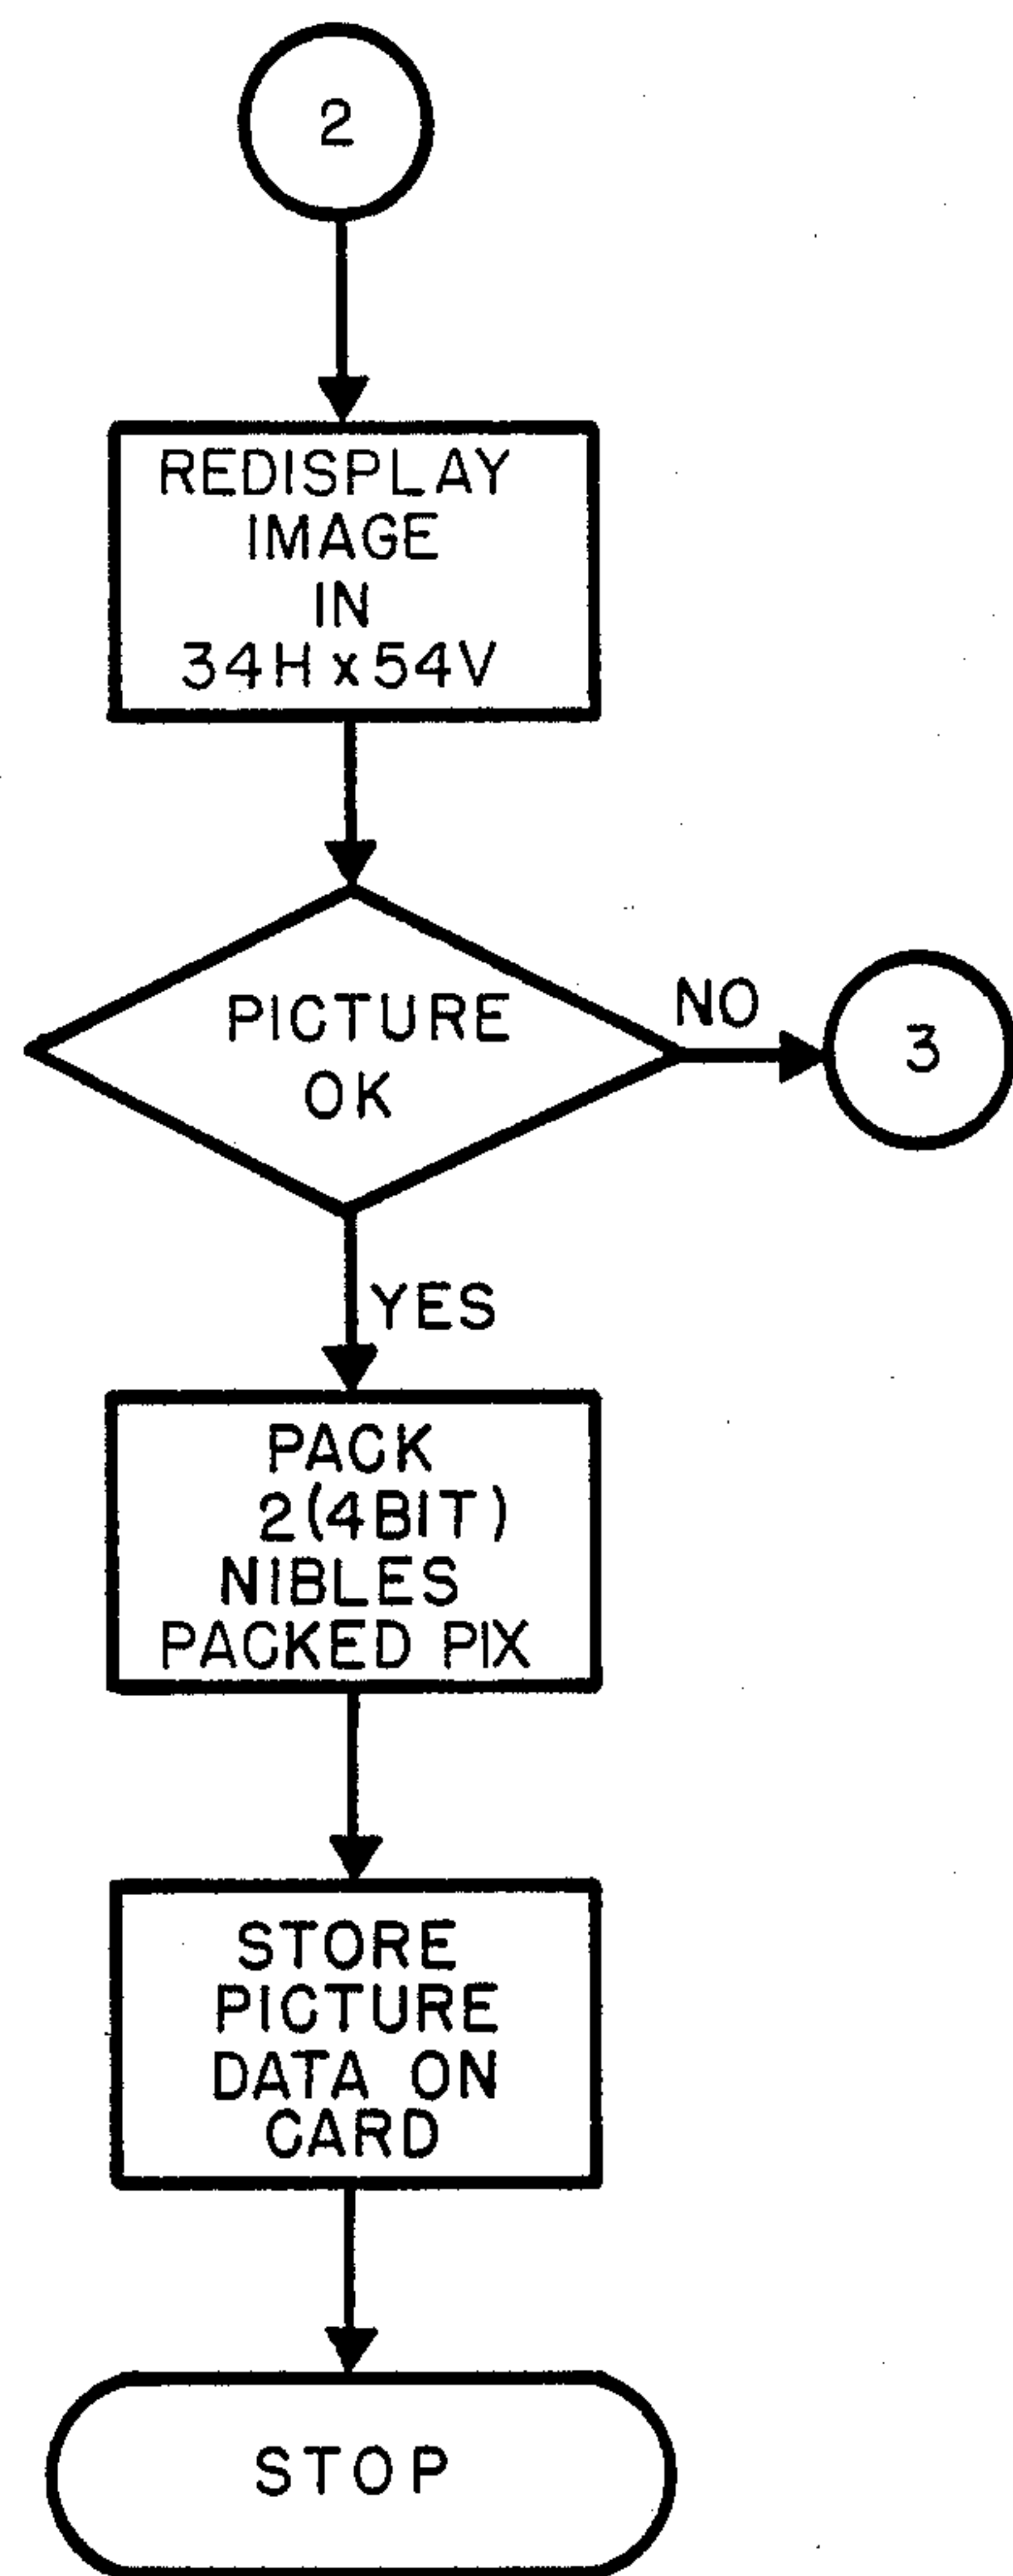 2
REDISPLAY
IMAGE
IN
34H x 54V
PICTURE
OK
NO
3
YES
PACK
2(4BIT)
NIBLES
PACKED PIX
STORE
PICTURE
DATA ON
CARD
STOP